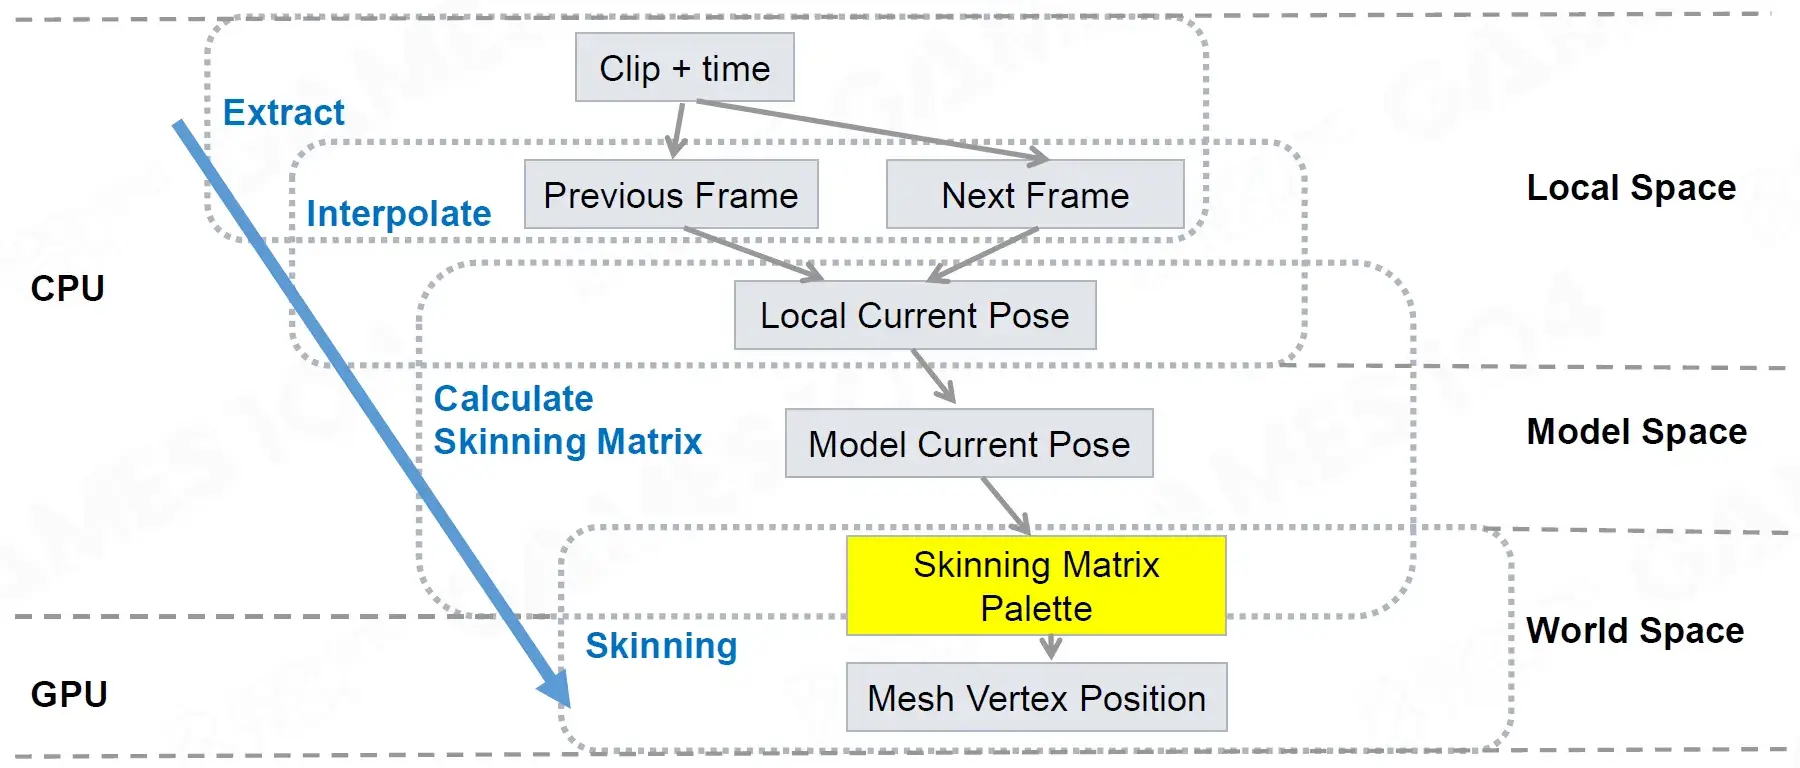 Clip + time
Extract
Previous Frame
Next Frame
Local Space
Interpolate
CPU
Local Current Pose
Calculate
Skinning Matrix
Model Current Pose
Model Space
Skinning Matrix
Palette
Skinning
World Space
GPU
Mesh Vertex Position